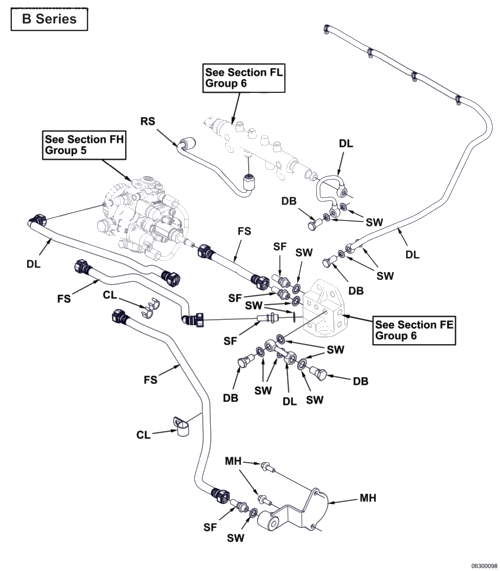 B Series
See Section FL
Group 6
RS
DL
See Section FH
Group 5
DB
SW
FS
SF
SW
DL
DL
SW
DB
FS
CL
SF
SW
SF
See Section FE
Group 6
SW
SW
FS
DB
SW
DL
SW
DB
CL
MH
MH
SF
SW
06300098